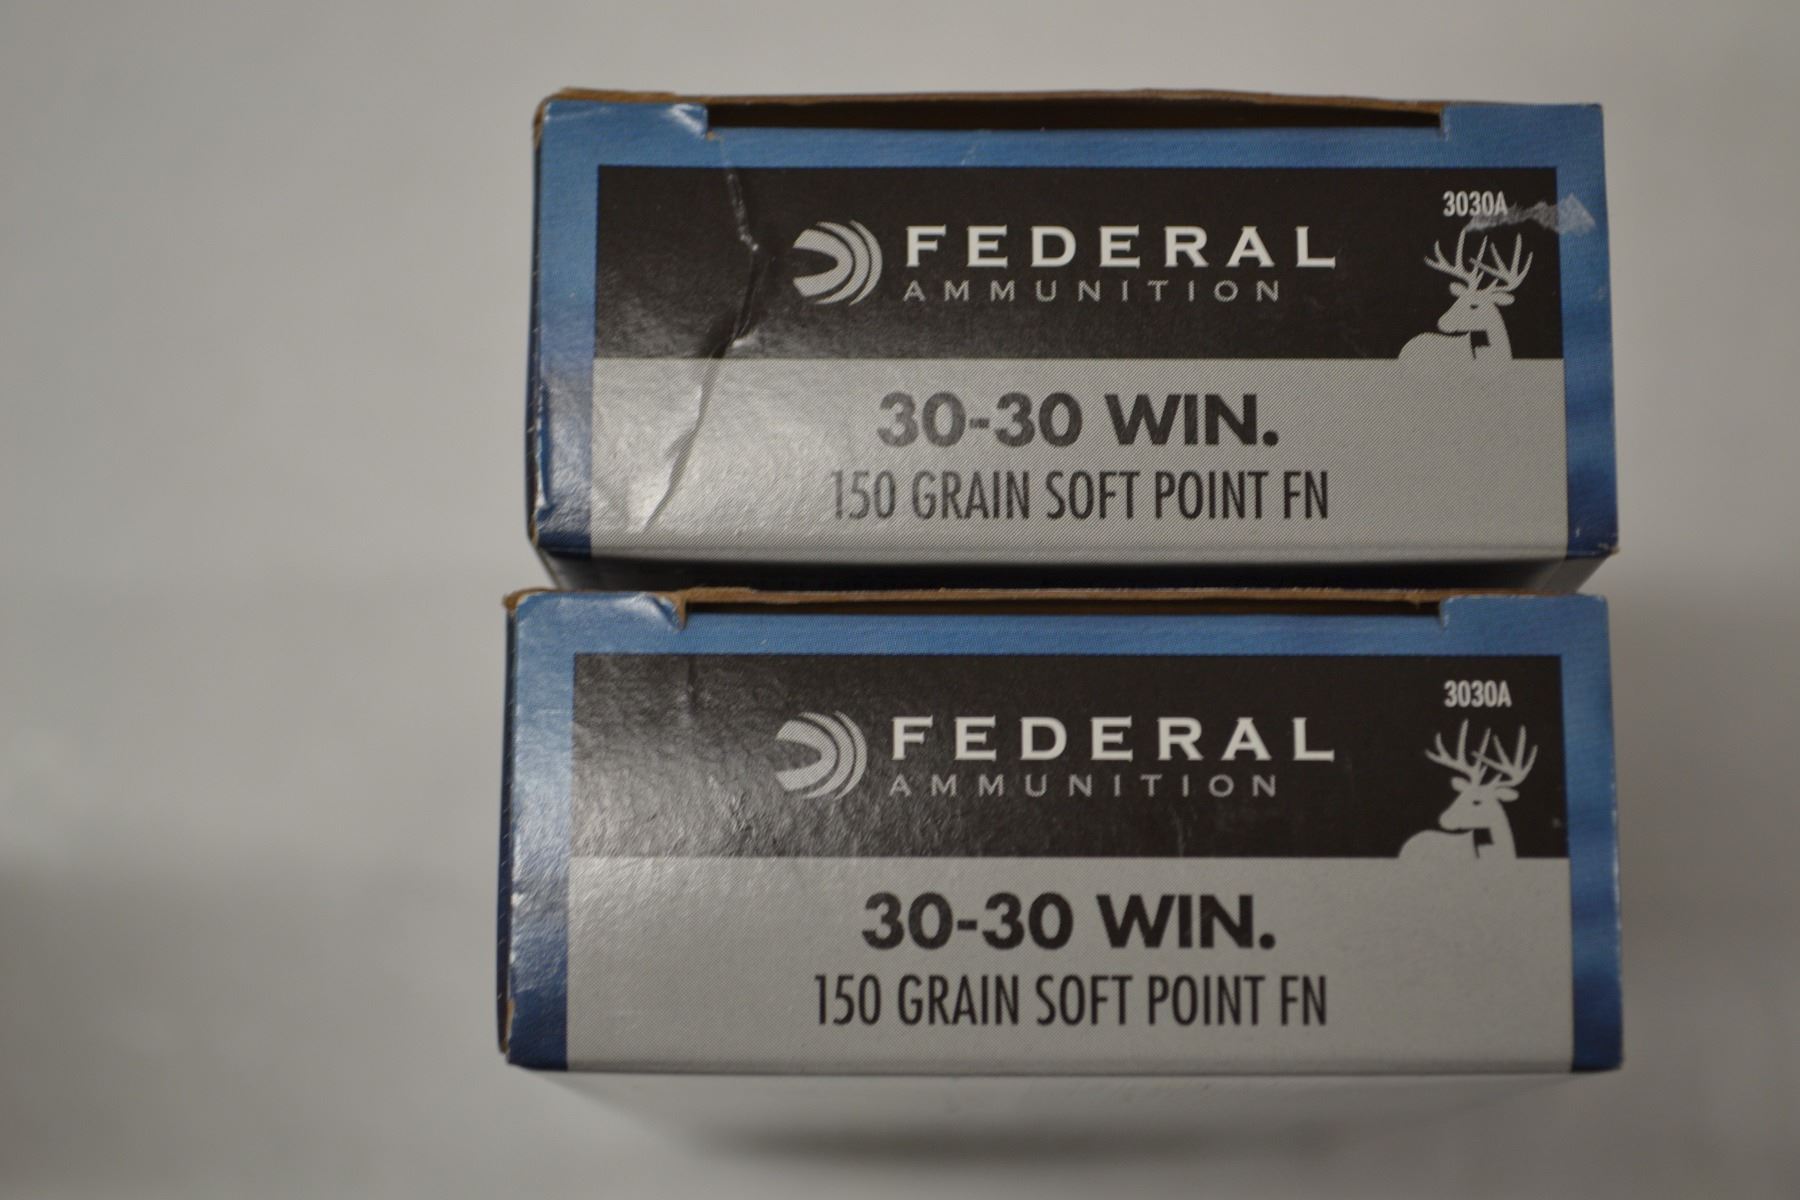 3030A
FEDERAL
AMMUNITION
30-30 WIN.
150 GRAIN SOFT POINT FN
3030A
FEDERAL
AMMUNITION
30-30 WIN.
150 GRAIN SOFT POINT FN